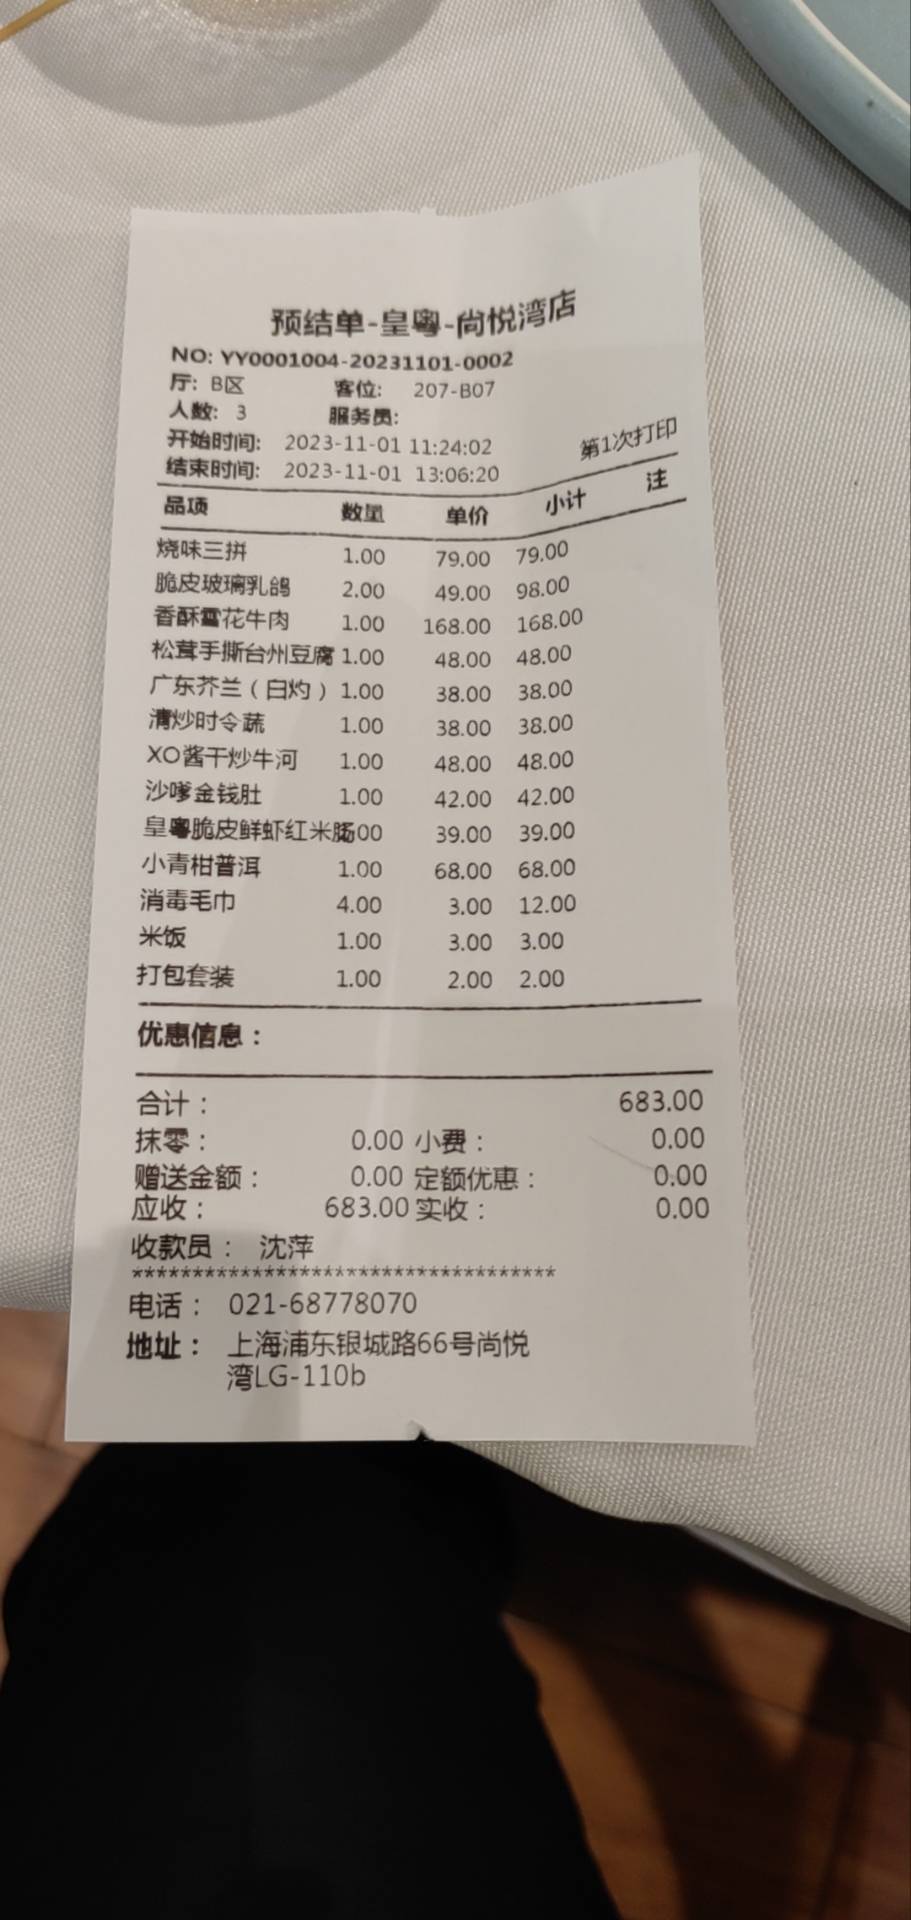 预结单-皇粤-尚悦湾店
NO: YY0001004-20231101-0002
厅: B区 客位: 207-B07
人数: 3 服务员:
开始时间: 2023-11-01 11:24:02 第1次打印
结束时间: 2023-11-01 13:06:20
品项 数量 单价 小计 注
烧味三拼 1.00 79.00 79.00
脆皮玻璃乳鸽 2.00 49.00 98.00
香酥雪花牛肉 1.00 168.00 168.00
松茸手撕台州豆腐 1.00 48.00 48.00
广东芥兰（白灼） 1.00 38.00 38.00
清炒时令蔬 1.00 38.00 38.00
XO酱干炒牛河 1.00 48.00 48.00
沙嗲金钱肚 1.00 42.00 42.00
皇粤脆皮鲜虾红米肠 .00 39.00 39.00
小青柑普洱 1.00 68.00 68.00
消毒毛巾 4.00 3.00 12.00
米饭 1.00 3.00 3.00
打包套装 1.00 2.00 2.00
优惠信息：
合计： 683.00
抹零： 0.00 小费： 0.00
赠送金额： 0.00 定额优惠： 0.00
应收： 683.00 实收： 0.00
收款员： 沈萍
***********************************
电话： 021-68778070
地址： 上海浦东银城路66号尚悦
湾LG-110b